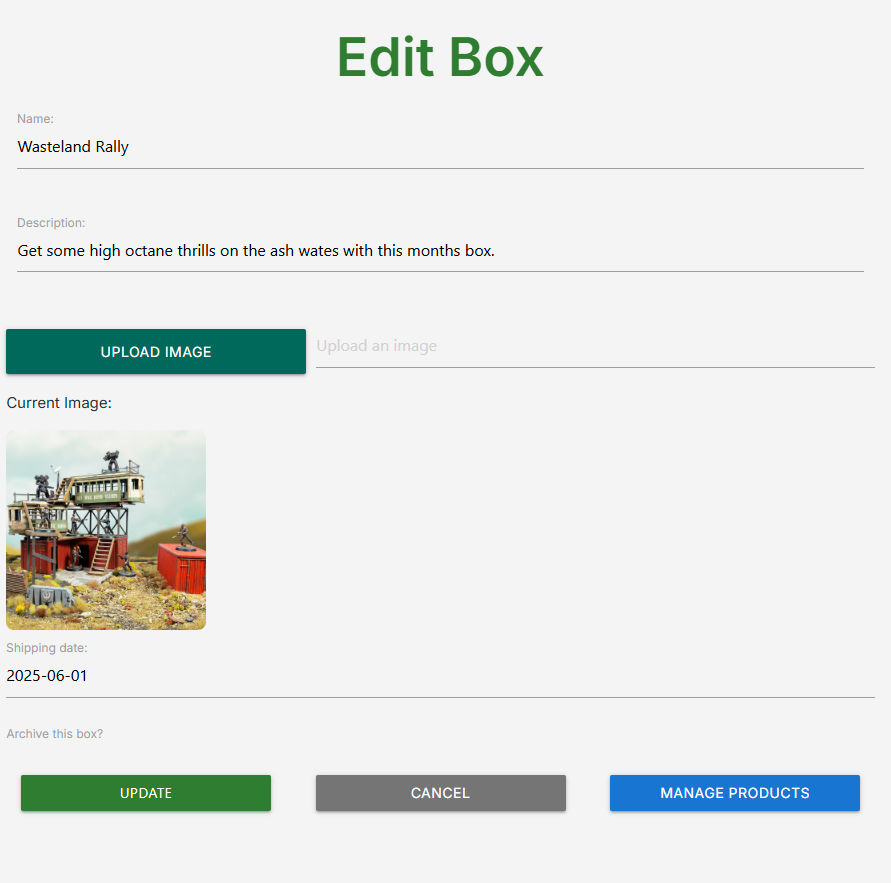 Edit Box
Name:
Wasteland Rally
Description:
Get some high octane thrills on the ash wates with this months box.
UPLOAD IMAGE
Upload an image
Current Image:
Shipping date:
2025-06-01
Archive this box?
UPDATE
CANCEL
MANAGE PRODUCTS